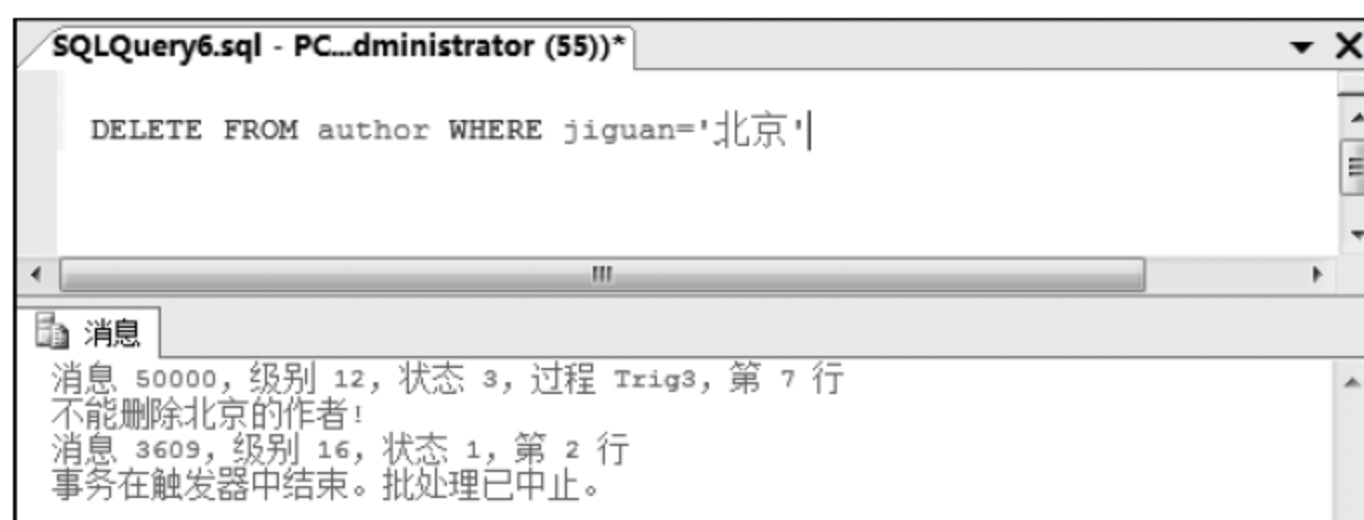 SQLQuery6.sql - PC...dministrator (55))*
DELETE FROM author WHERE jiguan='北京'
消息
消息 50000，级别 12，状态 3，过程 Trig3，第 7 行
不能删除北京的作者!
消息 3609，级别 16，状态 1，第 2 行
事务在触发器中结束。批处理已中止。